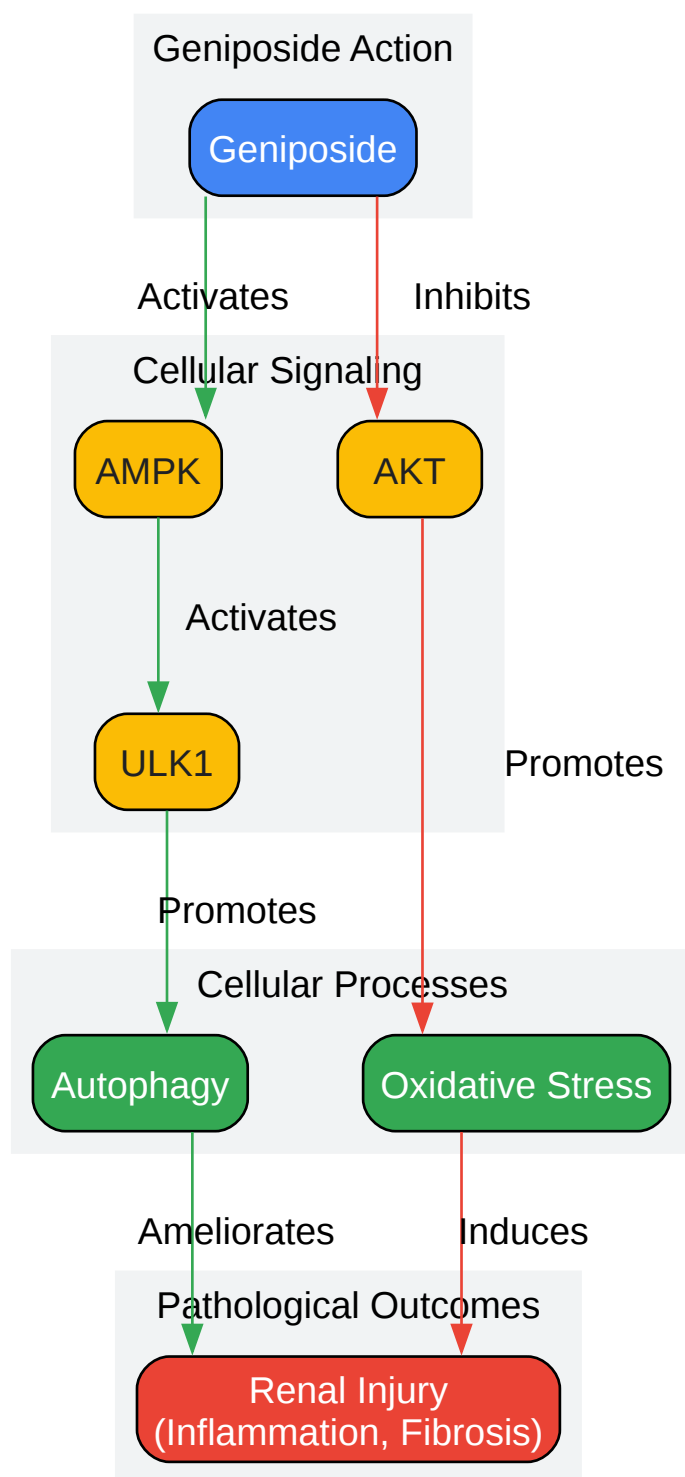 Geniposide Action
Geniposide
Activates
Inhibits
Cellular Signaling
AMPK
AKT
Activates
ULK1
Promotes
Promotes
Cellular Processes
Autophagy
Oxidative Stress
Ameliorates
Induces
Pathological Outcomes
Renal Injury
(Inflammation, Fibrosis)